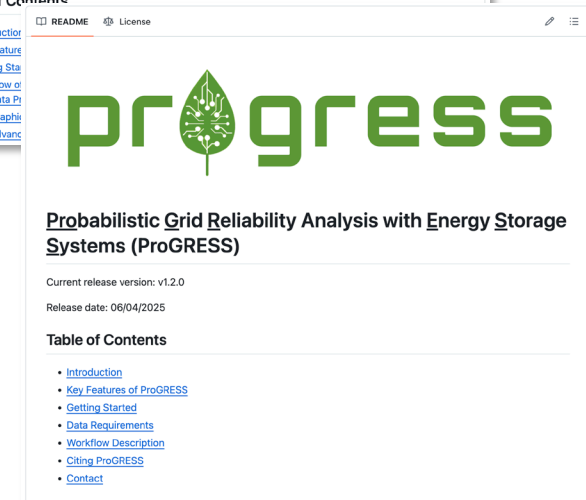 README
License
progress
Probabilistic Grid Reliability Analysis with Energy Storage
Systems (ProGRESS)
Current release version: v1.2.0
Release date: 06/04/2025
Table of Contents
Introduction
Key Features of ProGRESS
Getting Started
Data Requirements
Workflow Description
Citing ProGRESS
Contact